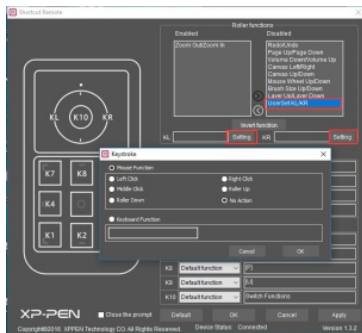 Shortcut Remote
Roller functions
Enabled
Disabled
Zoom Out/Zoom In
Redo/Undo
Page Up/Page Down
Volume Down/Volume Up
Canvas Left/Right
Canvas Up/Down
Mouse Wheel Up/Down
Brush Size Up/Down
Layer Up/Layer Down
UserSet KL/KR
Invert function
KL
Setting
KR
Setting
KL
K10
KR
K7
K8
K4
K1
K2
Keystroke
Mouse Function
Left Click
Right Click
Middle Click
Roller Up
Roller Down
No Action
Keyboard Function
Cancel
OK
K8
Default function
[P]
K9
Default function
[M]
K10
Default function
Switch Functions
XP-PEN
Close the prompt
Default
OK
Cancel
Apply
Copyright©2016 XPPEN Technology CO. All Rights Reserved.
Device Status: Connected
Version 1.3.2